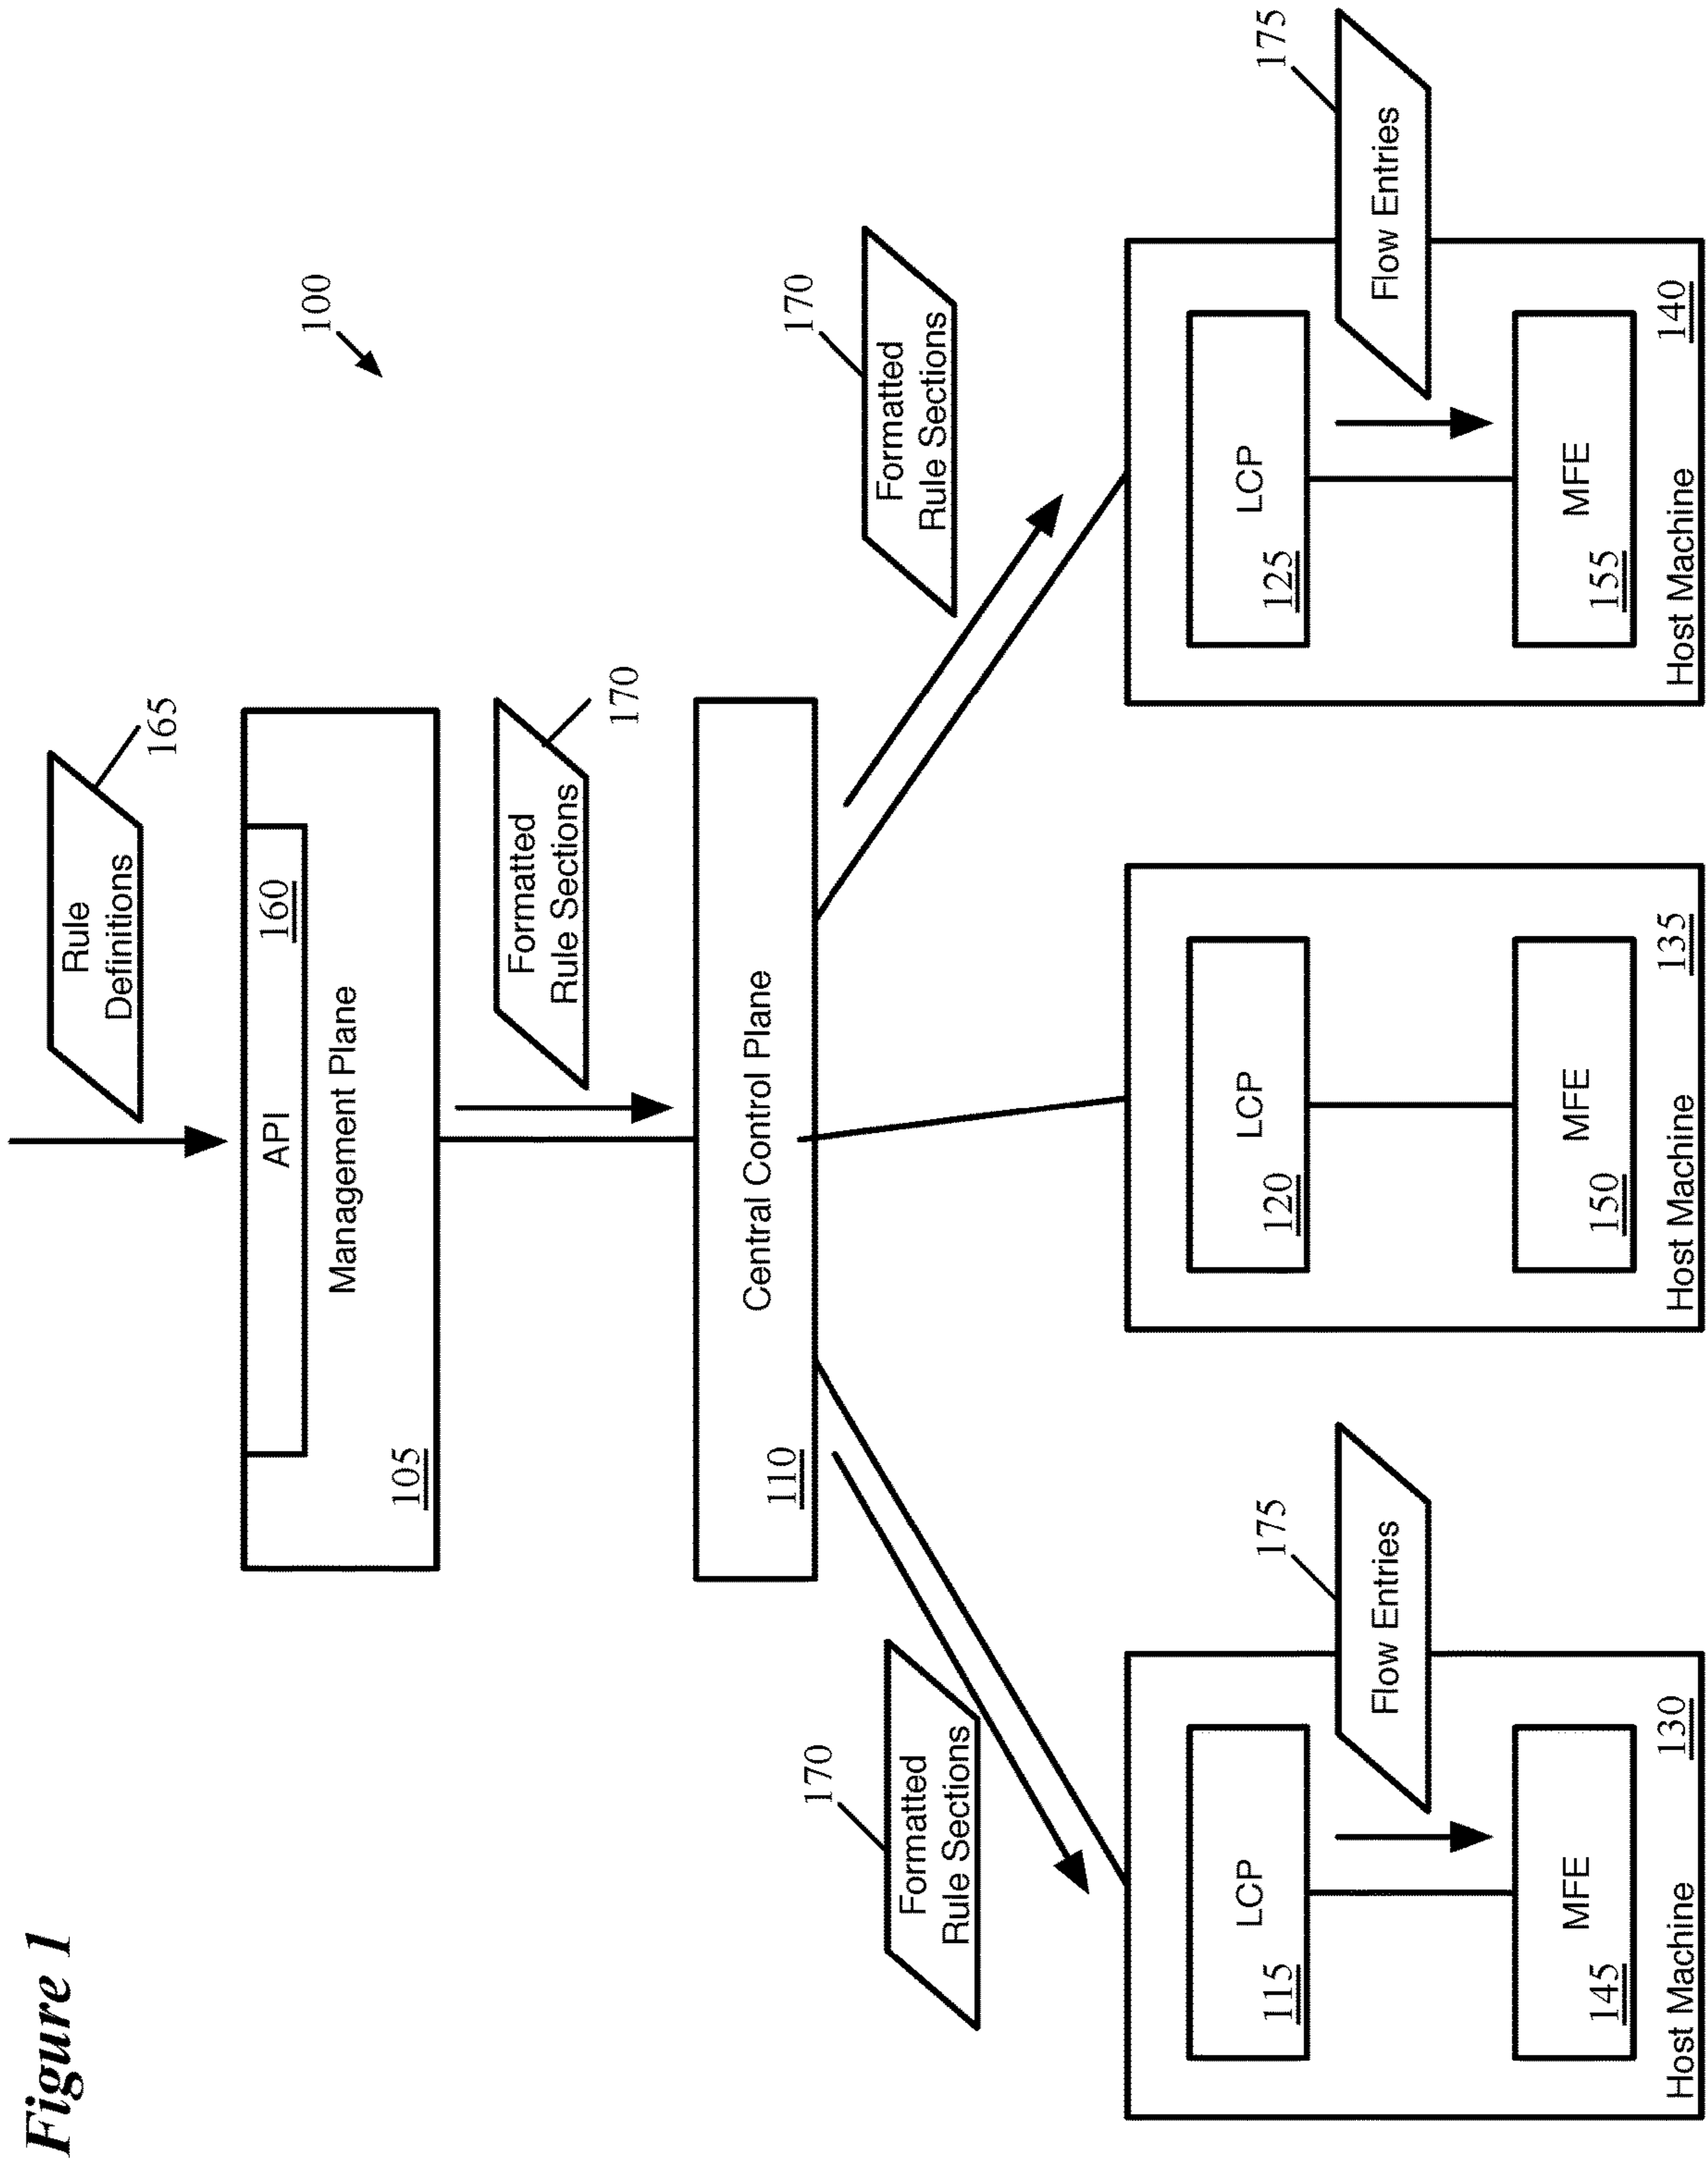 Figure 1
100
Rule
Definitions
165
API
160
Management Plane
105
Formatted
Rule Sections
170
Central Control Plane
110
170
Formatted
Rule Sections
170
Formatted
Rule Sections
LCP
115
175
Flow Entries
MFE
145
Host Machine
130
LCP
120
MFE
150
Host Machine
135
LCP
125
175
Flow Entries
MFE
155
Host Machine
140